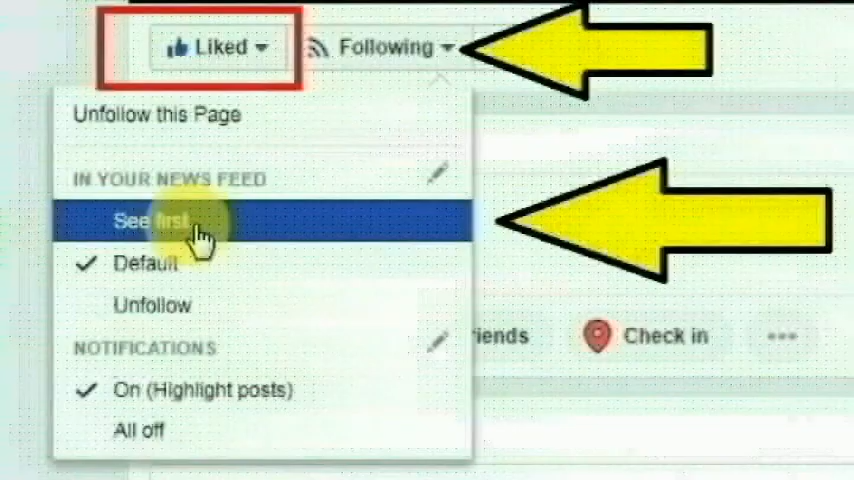 Liked
Following
Unfollow this Page
IN YOUR NEWS FEED
See first
Default
Unfollow
riends
Check in
NOTIFICATIONS
On (Highlight posts)
All off